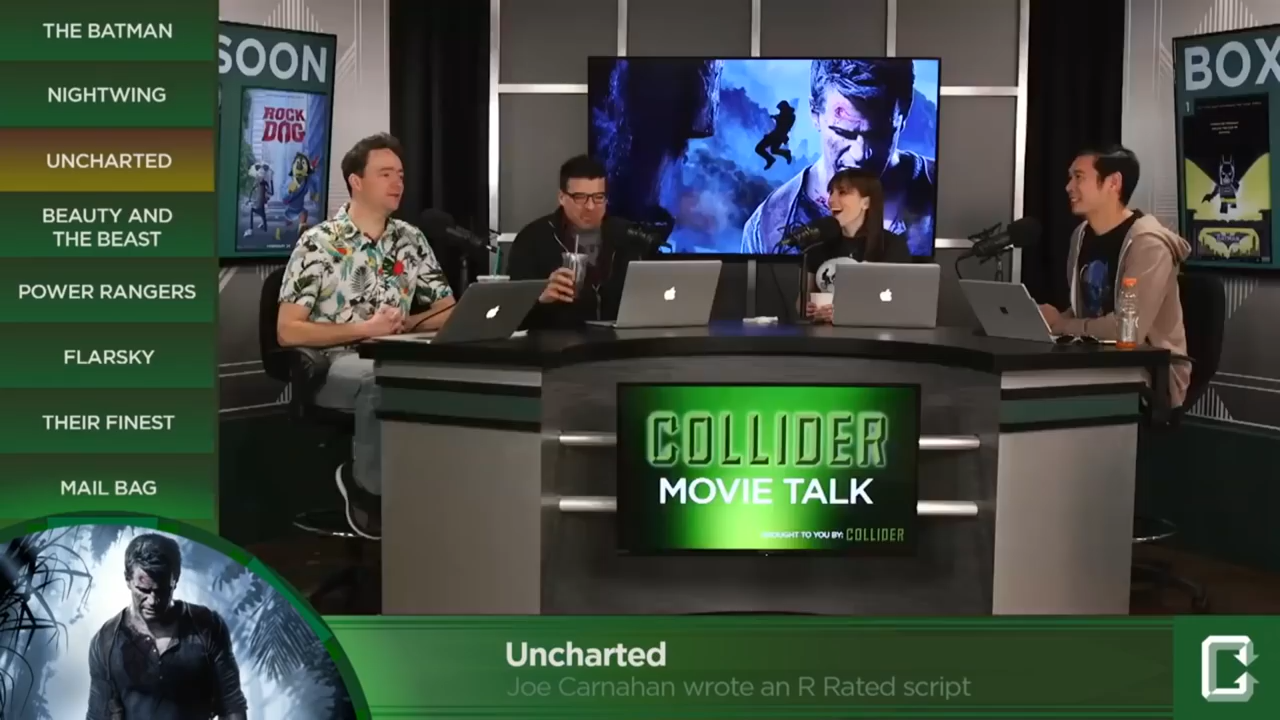 THE BATMAN
NIGHTWING
UNCHARTED
BEAUTY AND
THE BEAST
POWER RANGERS
FLARSKY
THEIR FINEST
MAIL BAG
SOON
ROCK
DOG
BOX
1
COLLIDER
MOVIE TALK
BROUGHT TO YOU BY: COLLIDER
Uncharted
Joe Carnahan wrote an R Rated script